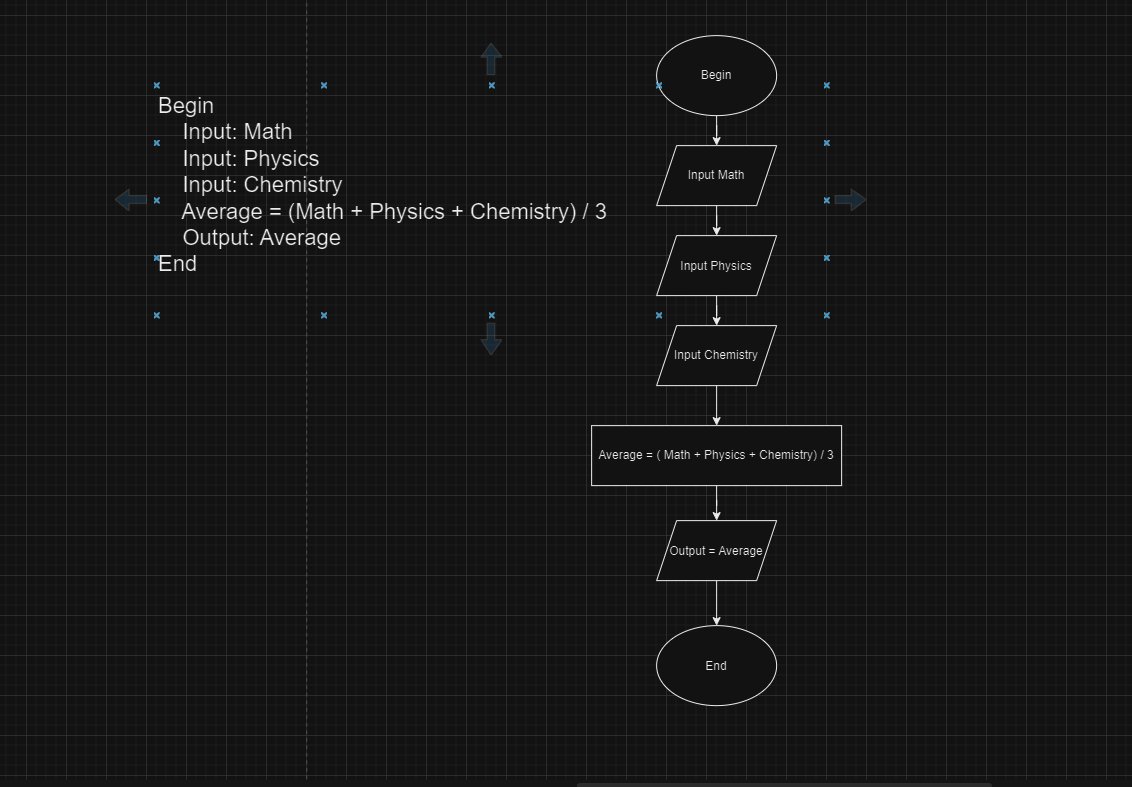 Begin
Input: Math
Input: Physics
Input: Chemistry
Average = (Math + Physics + Chemistry) / 3
Output: Average
End
Begin
Input Math
Input Physics
Input Chemistry
Average = ( Math + Physics + Chemistry) / 3
Output = Average
End